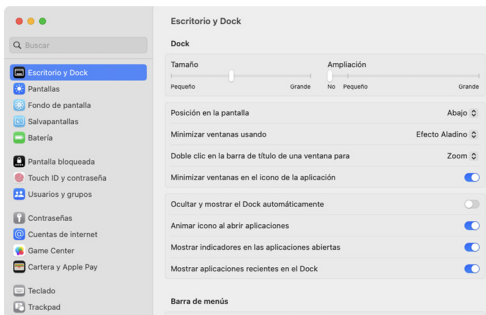 Buscar
Escritorio y Dock
Pantallas
Fondo de pantalla
Salvapantallas
Batería
Pantalla bloqueada
Touch ID y contraseña
Usuarios y grupos
Contraseñas
Cuentas de internet
Game Center
Cartera y Apple Pay
Teclado
Trackpad
Escritorio y Dock
Dock
Tamaño Ampliación
Pequeño Grande No Pequeño Grande
Posición en la pantalla Abajo
Minimizar ventanas usando Efecto Aladino
Doble clic en la barra de título de una ventana para Zoom
Minimizar ventanas en el icono de la aplicación
Ocultar y mostrar el Dock automáticamente
Animar icono al abrir aplicaciones
Mostrar indicadores en las aplicaciones abiertas
Mostrar aplicaciones recientes en el Dock
Barra de menús